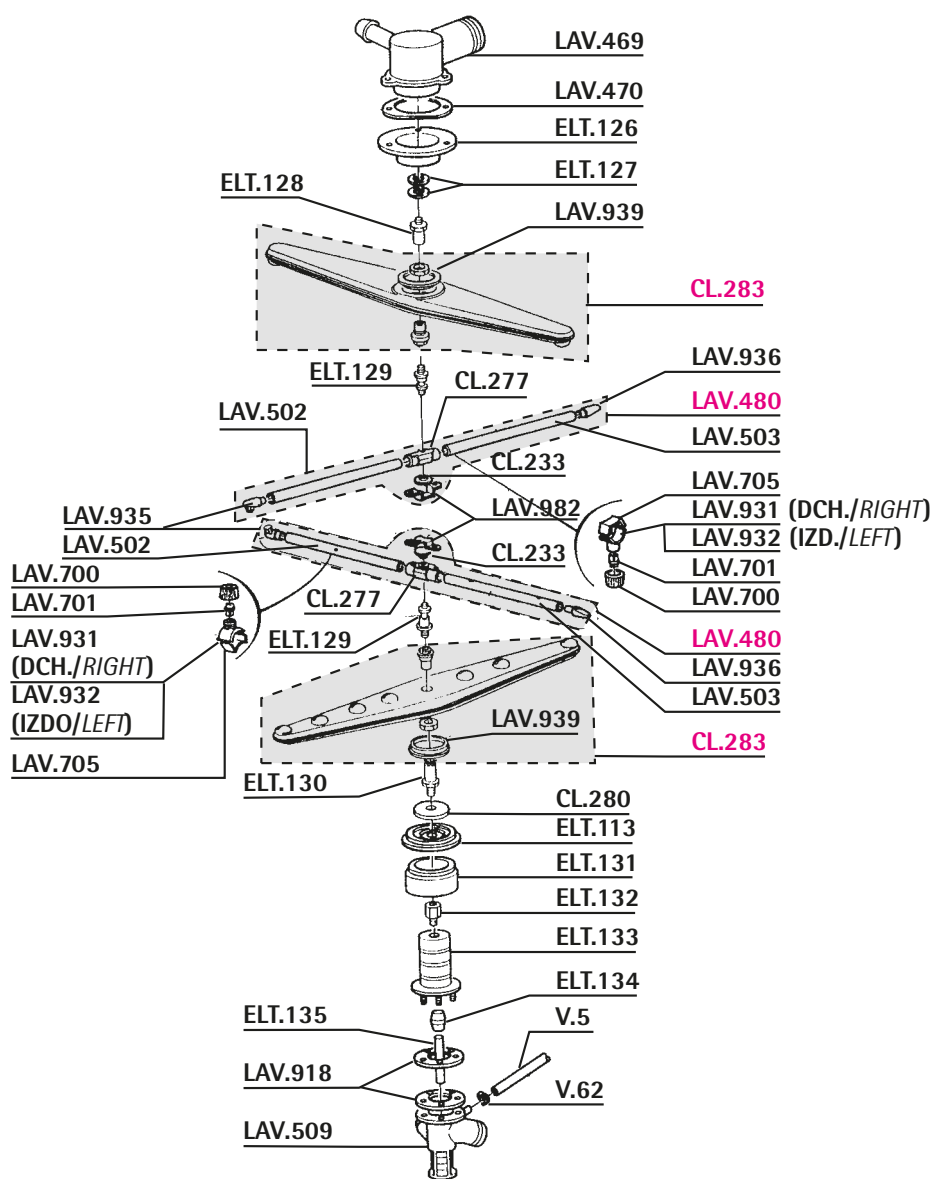 LAV.469
LAV.470
ELT.126
ELT.127
ELT.128
LAV.939
CL.283
LAV.936
ELT.129
CL.277
LAV.480
LAV.502
LAV.503
CL.233
LAV.705
LAV.982
LAV.931 (DCH./RIGHT)
LAV.935
LAV.932 (IZD./LEFT)
LAV.502
CL.233
LAV.701
LAV.700
LAV.700
LAV.701
CL.277
LAV.931
(DCH./RIGHT)
ELT.129
LAV.480
LAV.936
LAV.932
(IZDO/LEFT)
LAV.503
LAV.939
CL.283
LAV.705
ELT.130
CL.280
ELT.113
ELT.131
ELT.132
ELT.133
ELT.134
ELT.135
V.5
LAV.918
V.62
LAV.509